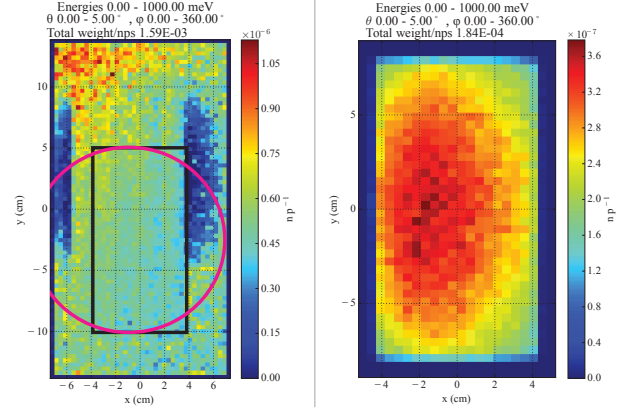 Energies 0.00 - 1000.00 meV
θ 0.00 - 5.00° , φ 0.00 - 360.00°
Total weight/nps 1.59E-03
×10⁻⁶
1.05
0.90
0.75
0.60
0.45
0.30
0.15
0.00
n p⁻¹
10
5
0
−5
−10
y (cm)
−6 −4 −2 0 2 4 6
x (cm)
Energies 0.00 - 1000.00 meV
θ 0.00 - 5.00° , φ 0.00 - 360.00°
Total weight/nps 1.84E-04
×10⁻⁷
3.6
3.2
2.8
2.4
2.0
1.6
1.2
0.8
0.4
0.0
n p⁻¹
5
0
−5
y (cm)
−4 −2 0 2 4
x (cm)